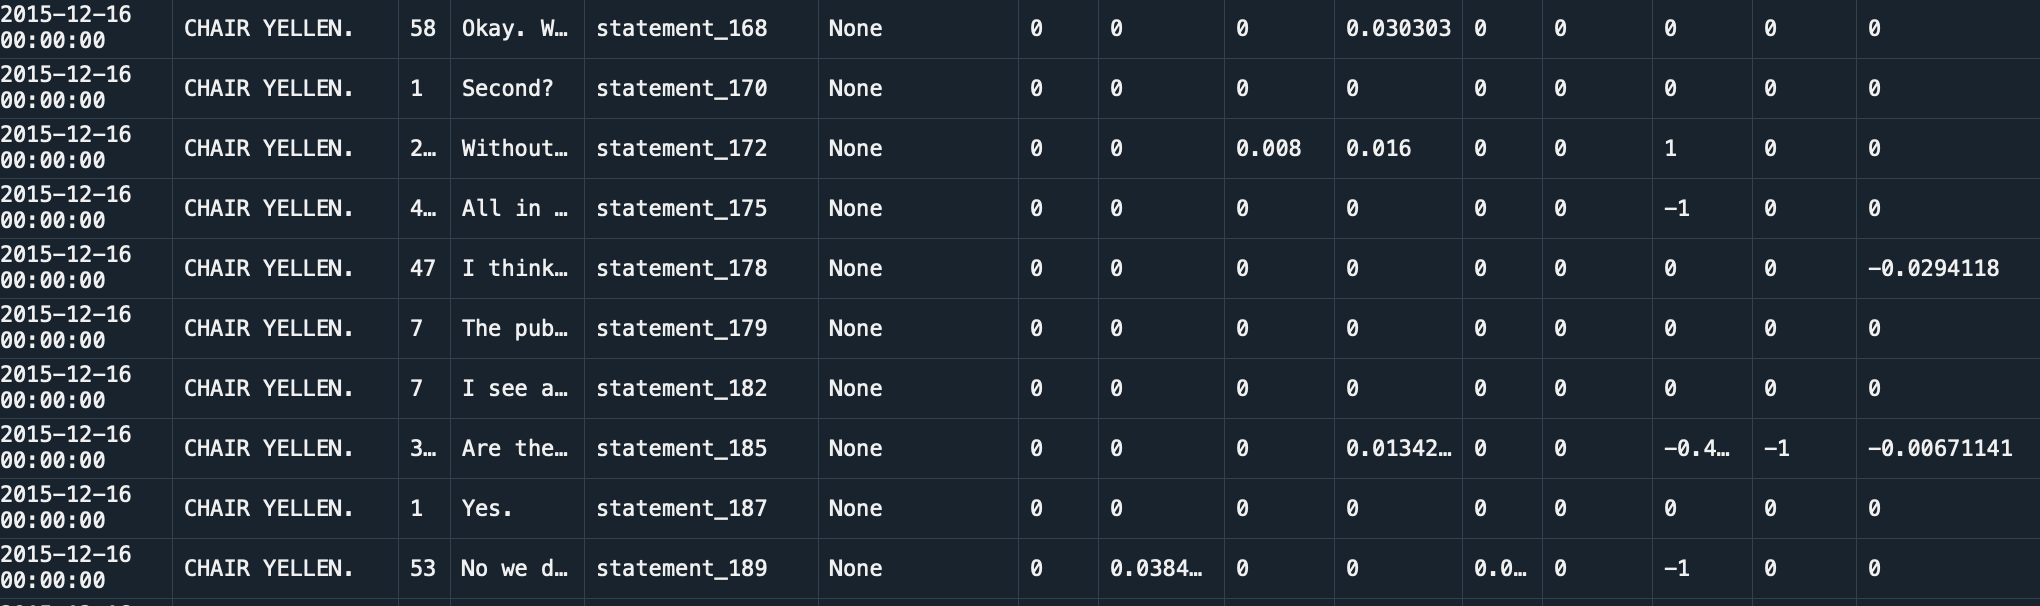 2015-12-16 00:00:00 CHAIR YELLEN. 58 Okay. W… statement_168 None 0 0 0 0.030303 0 0 0 0 0
2015-12-16 00:00:00 CHAIR YELLEN. 1 Second? statement_170 None 0 0 0 0 0 0 0 0 0
2015-12-16 00:00:00 CHAIR YELLEN. 2… Without… statement_172 None 0 0 0.008 0.016 0 0 1 0 0
2015-12-16 00:00:00 CHAIR YELLEN. 4… All in … statement_175 None 0 0 0 0 0 0 -1 0 0
2015-12-16 00:00:00 CHAIR YELLEN. 47 I think… statement_178 None 0 0 0 0 0 0 0 0 -0.0294118
2015-12-16 00:00:00 CHAIR YELLEN. 7 The pub… statement_179 None 0 0 0 0 0 0 0 0 0
2015-12-16 00:00:00 CHAIR YELLEN. 7 I see a… statement_182 None 0 0 0 0 0 0 0 0 0
2015-12-16 00:00:00 CHAIR YELLEN. 3… Are the… statement_185 None 0 0 0 0.01342… 0 0 -0.4… -1 -0.00671141
2015-12-16 00:00:00 CHAIR YELLEN. 1 Yes. statement_187 None 0 0 0 0 0 0 0 0 0
2015-12-16 00:00:00 CHAIR YELLEN. 53 No we d… statement_189 None 0 0.0384… 0 0 0.0… 0 -1 0 0